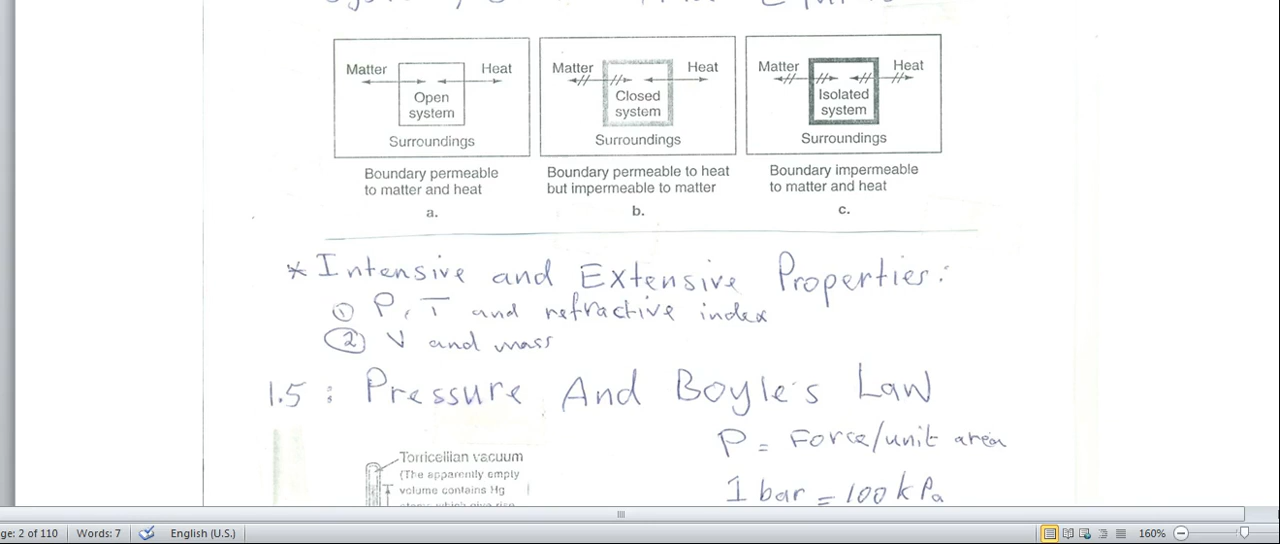 Matter Heat
Open
system
Surroundings
Boundary permeable
to matter and heat
a.
Matter Heat
Closed
system
Surroundings
Boundary permeable to heat
but impermeable to matter
b.
Matter Heat
Isolated
system
Surroundings
Boundary impermeable
to matter and heat
c.
* Intensive and Extensive Properties:
① P, T and refractive index
② V and mass
1.5 : Pressure And Boyle's Law
P = Force/unit area
1 bar = 100 kPa
Torricellian vacuum
(The apparently empty
volume contains Hg
ge: 2 of 110 Words: 7 English (U.S.) 160%